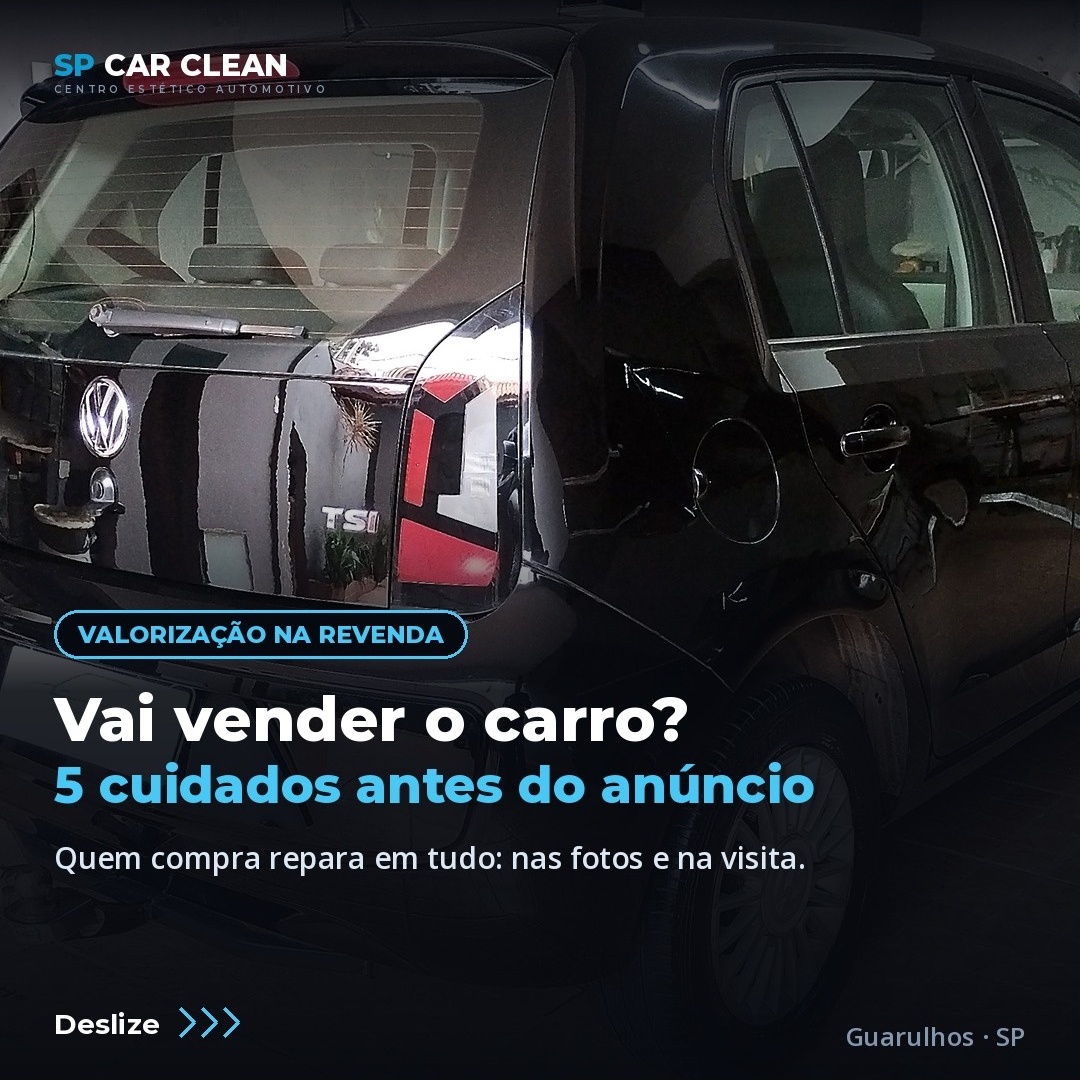 SP CAR CLEAN
CENTRO ESTÉTICO AUTOMOTIVO
TSI
VALORIZAÇÃO NA REVENDA
Vai vender o carro?
5 cuidados antes do anúncio
Quem compra repara em tudo: nas fotos e na visita.
Deslize
Guarulhos · SP